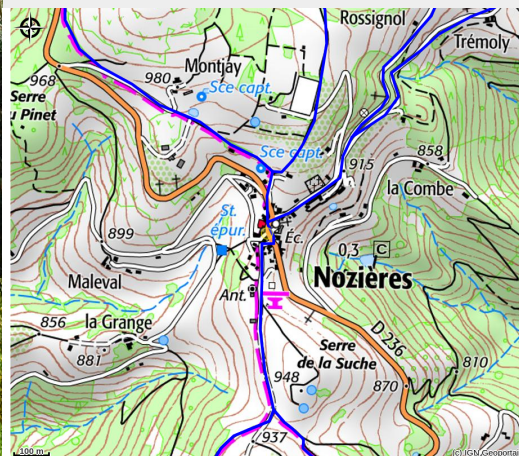 Rossignol
Trémoly
Montjay
980
968
Sce capt.
Serre
u Pinet
Sce capt.
915
858
la Combe
St.
épur.
899
Éc.
0,3
C
Maleval
Ant.
Nozières
856
la Grange
D 236
881
Serre
de la Suche
810
948
870
937
100 m
(c) IGN Geoportai